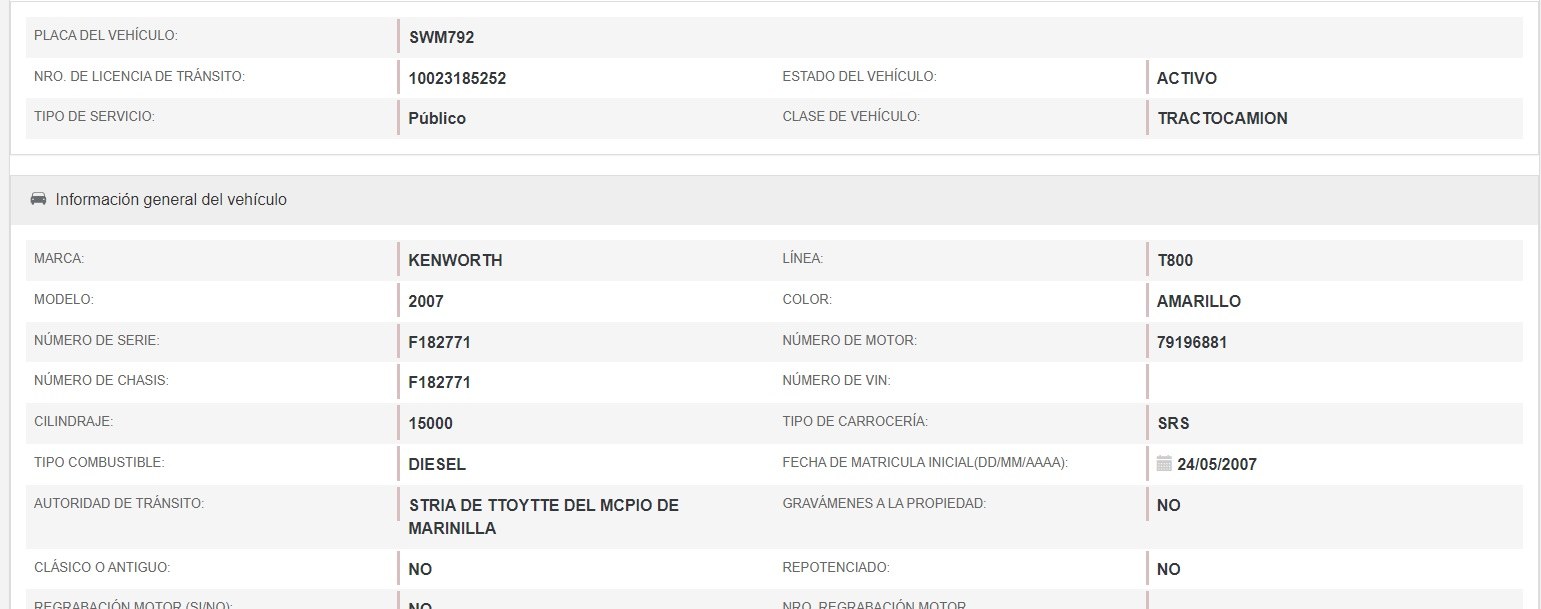 PLACA DEL VEHÍCULO: SWM792
NRO. DE LICENCIA DE TRÁNSITO: 10023185252 ESTADO DEL VEHÍCULO: ACTIVO
TIPO DE SERVICIO: Público CLASE DE VEHÍCULO: TRACTOCAMION
Información general del vehículo
MARCA: KENWORTH LÍNEA: T800
MODELO: 2007 COLOR: AMARILLO
NÚMERO DE SERIE: F182771 NÚMERO DE MOTOR: 79196881
NÚMERO DE CHASIS: F182771 NÚMERO DE VIN:
CILINDRAJE: 15000 TIPO DE CARROCERÍA: SRS
TIPO COMBUSTIBLE: DIESEL FECHA DE MATRICULA INICIAL(DD/MM/AAAA): 24/05/2007
AUTORIDAD DE TRÁNSITO: STRIA DE TTOYTTE DEL MCPIO DE GRAVÁMENES A LA PROPIEDAD: NO
MARINILLA
CLÁSICO O ANTIGUO: NO REPOTENCIADO: NO
REGRABACIÓN MOTOR (SI/NO): NO NRO. REGRABACIÓN MOTOR